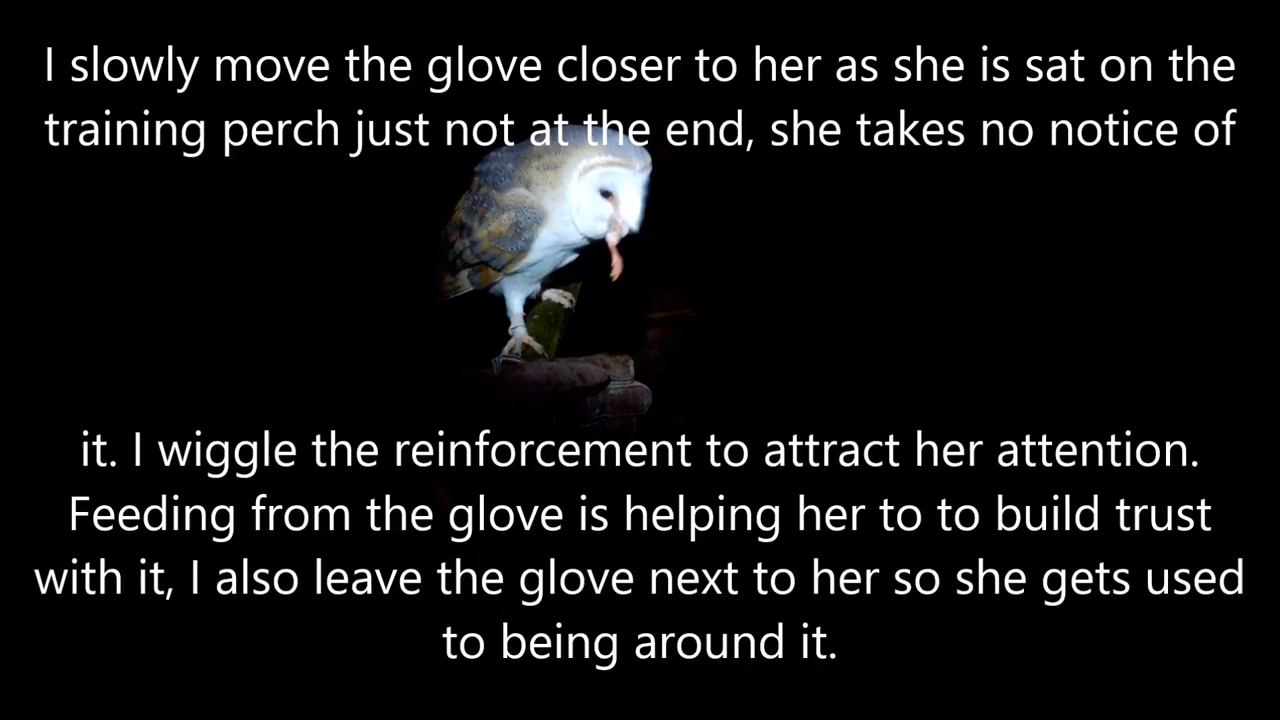 I slowly move the glove closer to her as she is sat on the
training perch just not at the end, she takes no notice of
it. I wiggle the reinforcement to attract her attention.
Feeding from the glove is helping her to to build trust
with it, I also leave the glove next to her so she gets used
to being around it.